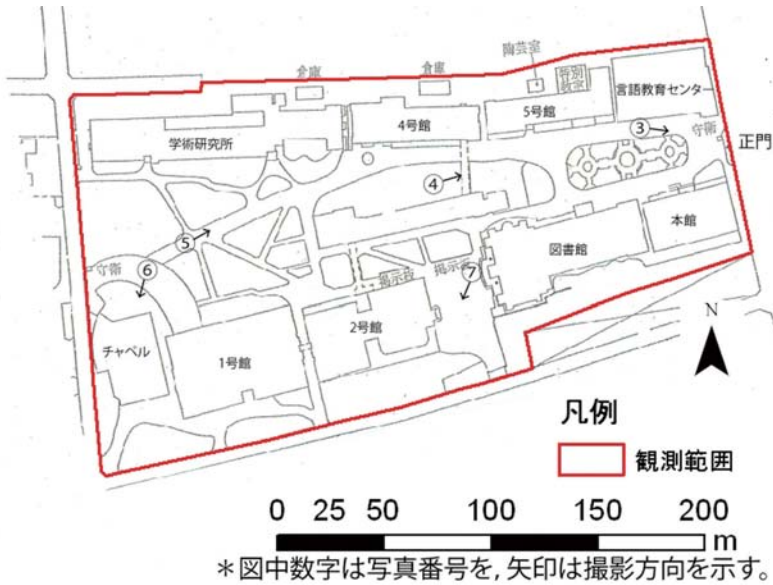 陶芸室
倉庫
倉庫
特別
教室
言語教育センター
5号館
4号館
学術研究所
③
守衛
正門
④
本館
⑤
図書館
守衛
⑥
掲示板
掲示板
⑦
N
2号館
チャペル
1号館
凡例
観測範囲
0 25 50 100 150 200
m
＊図中数字は写真番号を, 矢印は撮影方向を示す。